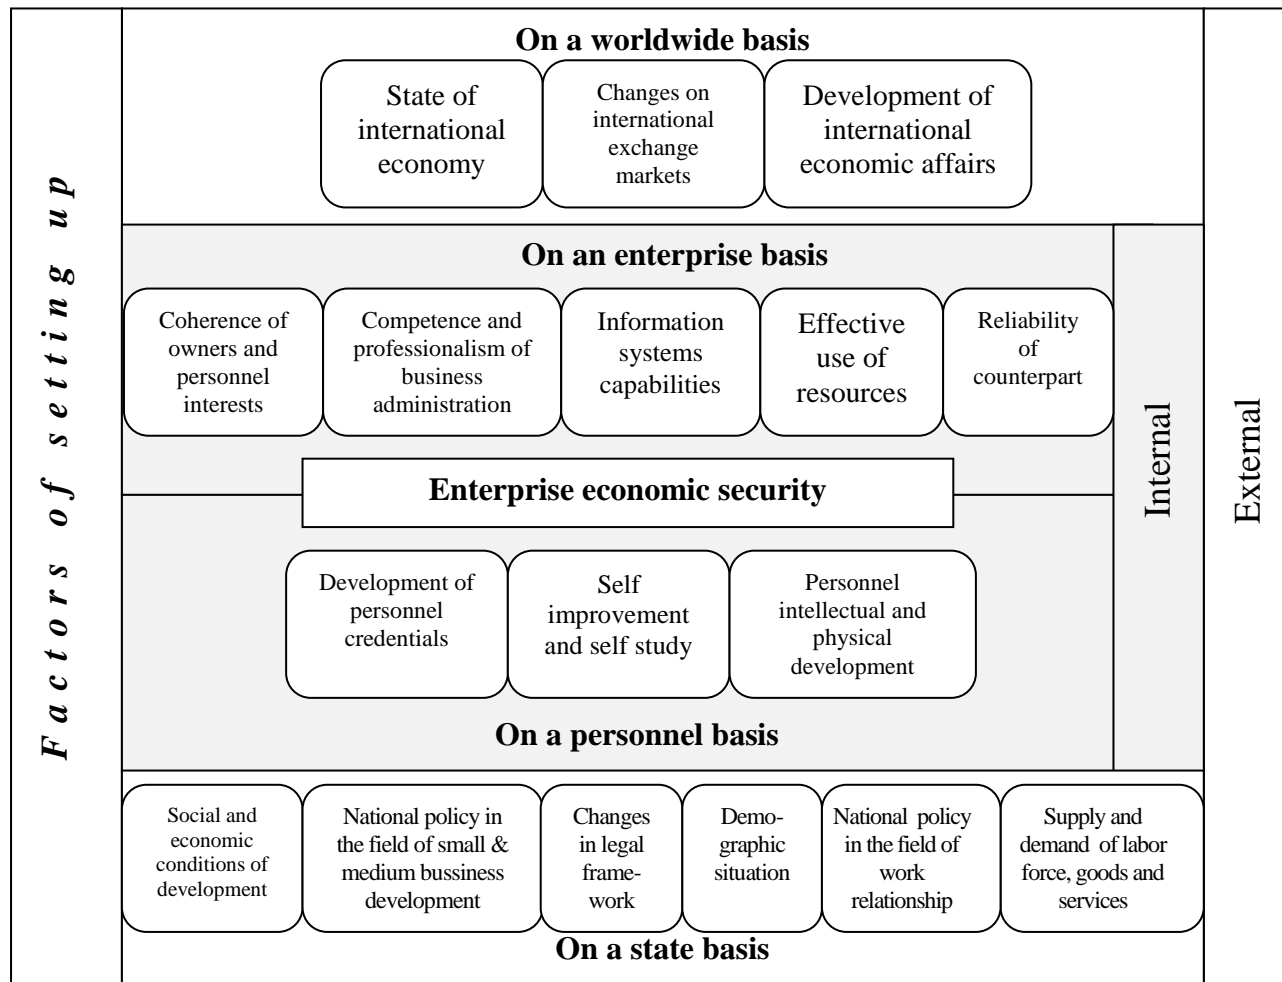 Factors of setting up
On a worldwide basis
State of
international
economy
Changes on
international
exchange
markets
Development of
international
economic affairs
On an enterprise basis
Coherence of
owners and
personnel
interests
Competence and
professionalism of
business
administration
Information
systems
capabilities
Effective
use of
resources
Reliability
of
counterpart
Enterprise economic security
Development of
personnel
credentials
Self
improvement
and self study
Personnel
intellectual and
physical
development
On a personnel basis
Internal
External
Social and
economic
conditions of
development
National policy in
the field of small &
medium bussiness
development
Changes
in legal
frame-
work
Demo-
graphic
situation
National policy
in the field of
work
relationship
Supply and
demand of labor
force, goods and
services
On a state basis